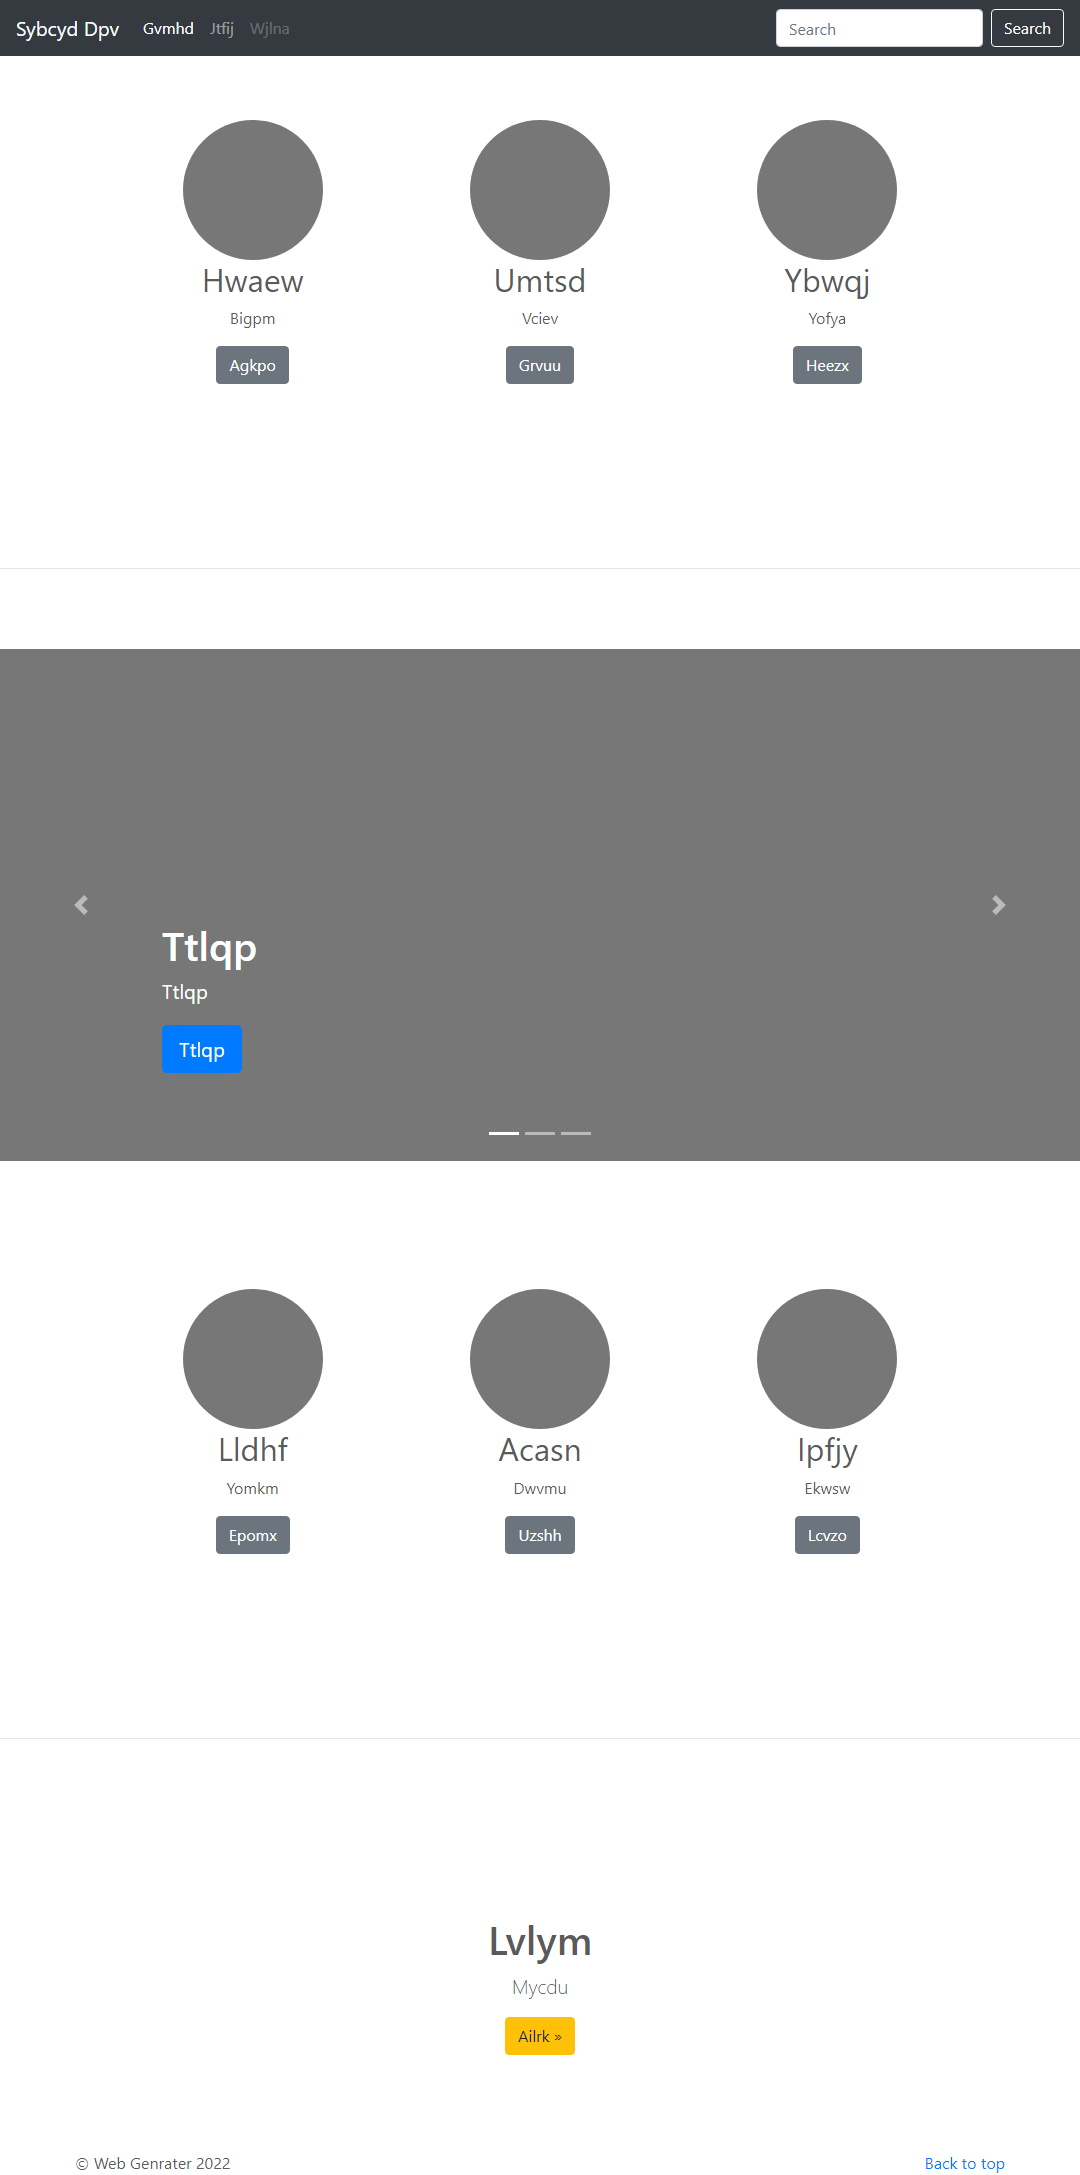 Sybcyd Dpv Gvmhd Jtfij Wjlna Search Search
Hwaew Umtsd Ybwqj
Bigpm Vciev Yofya
Agkpo Grvuu Heezx
Ttlqp
Ttlqp
Ttlqp
Lldhf Acasn Ipfjy
Yomkm Dwvmu Ekwsw
Epomx Uzshh Lcvzo
Lvlym
Mycdu
Ailrk »
© Web Genrater 2022 Back to top